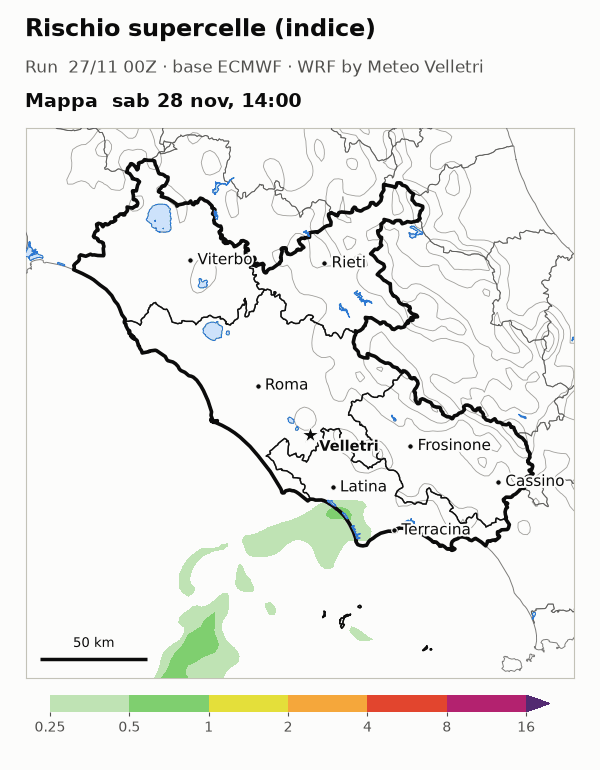 Rischio supercelle (indice)
Run  27/11 00Z · base ECMWF · WRF by Meteo Velletri
Mappa  sab 28 nov, 14:00
Viterbo
Rieti
Roma
Velletri
Frosinone
Latina
Cassino
Terracina
50 km
0.25 0.5 1 2 4 8 16